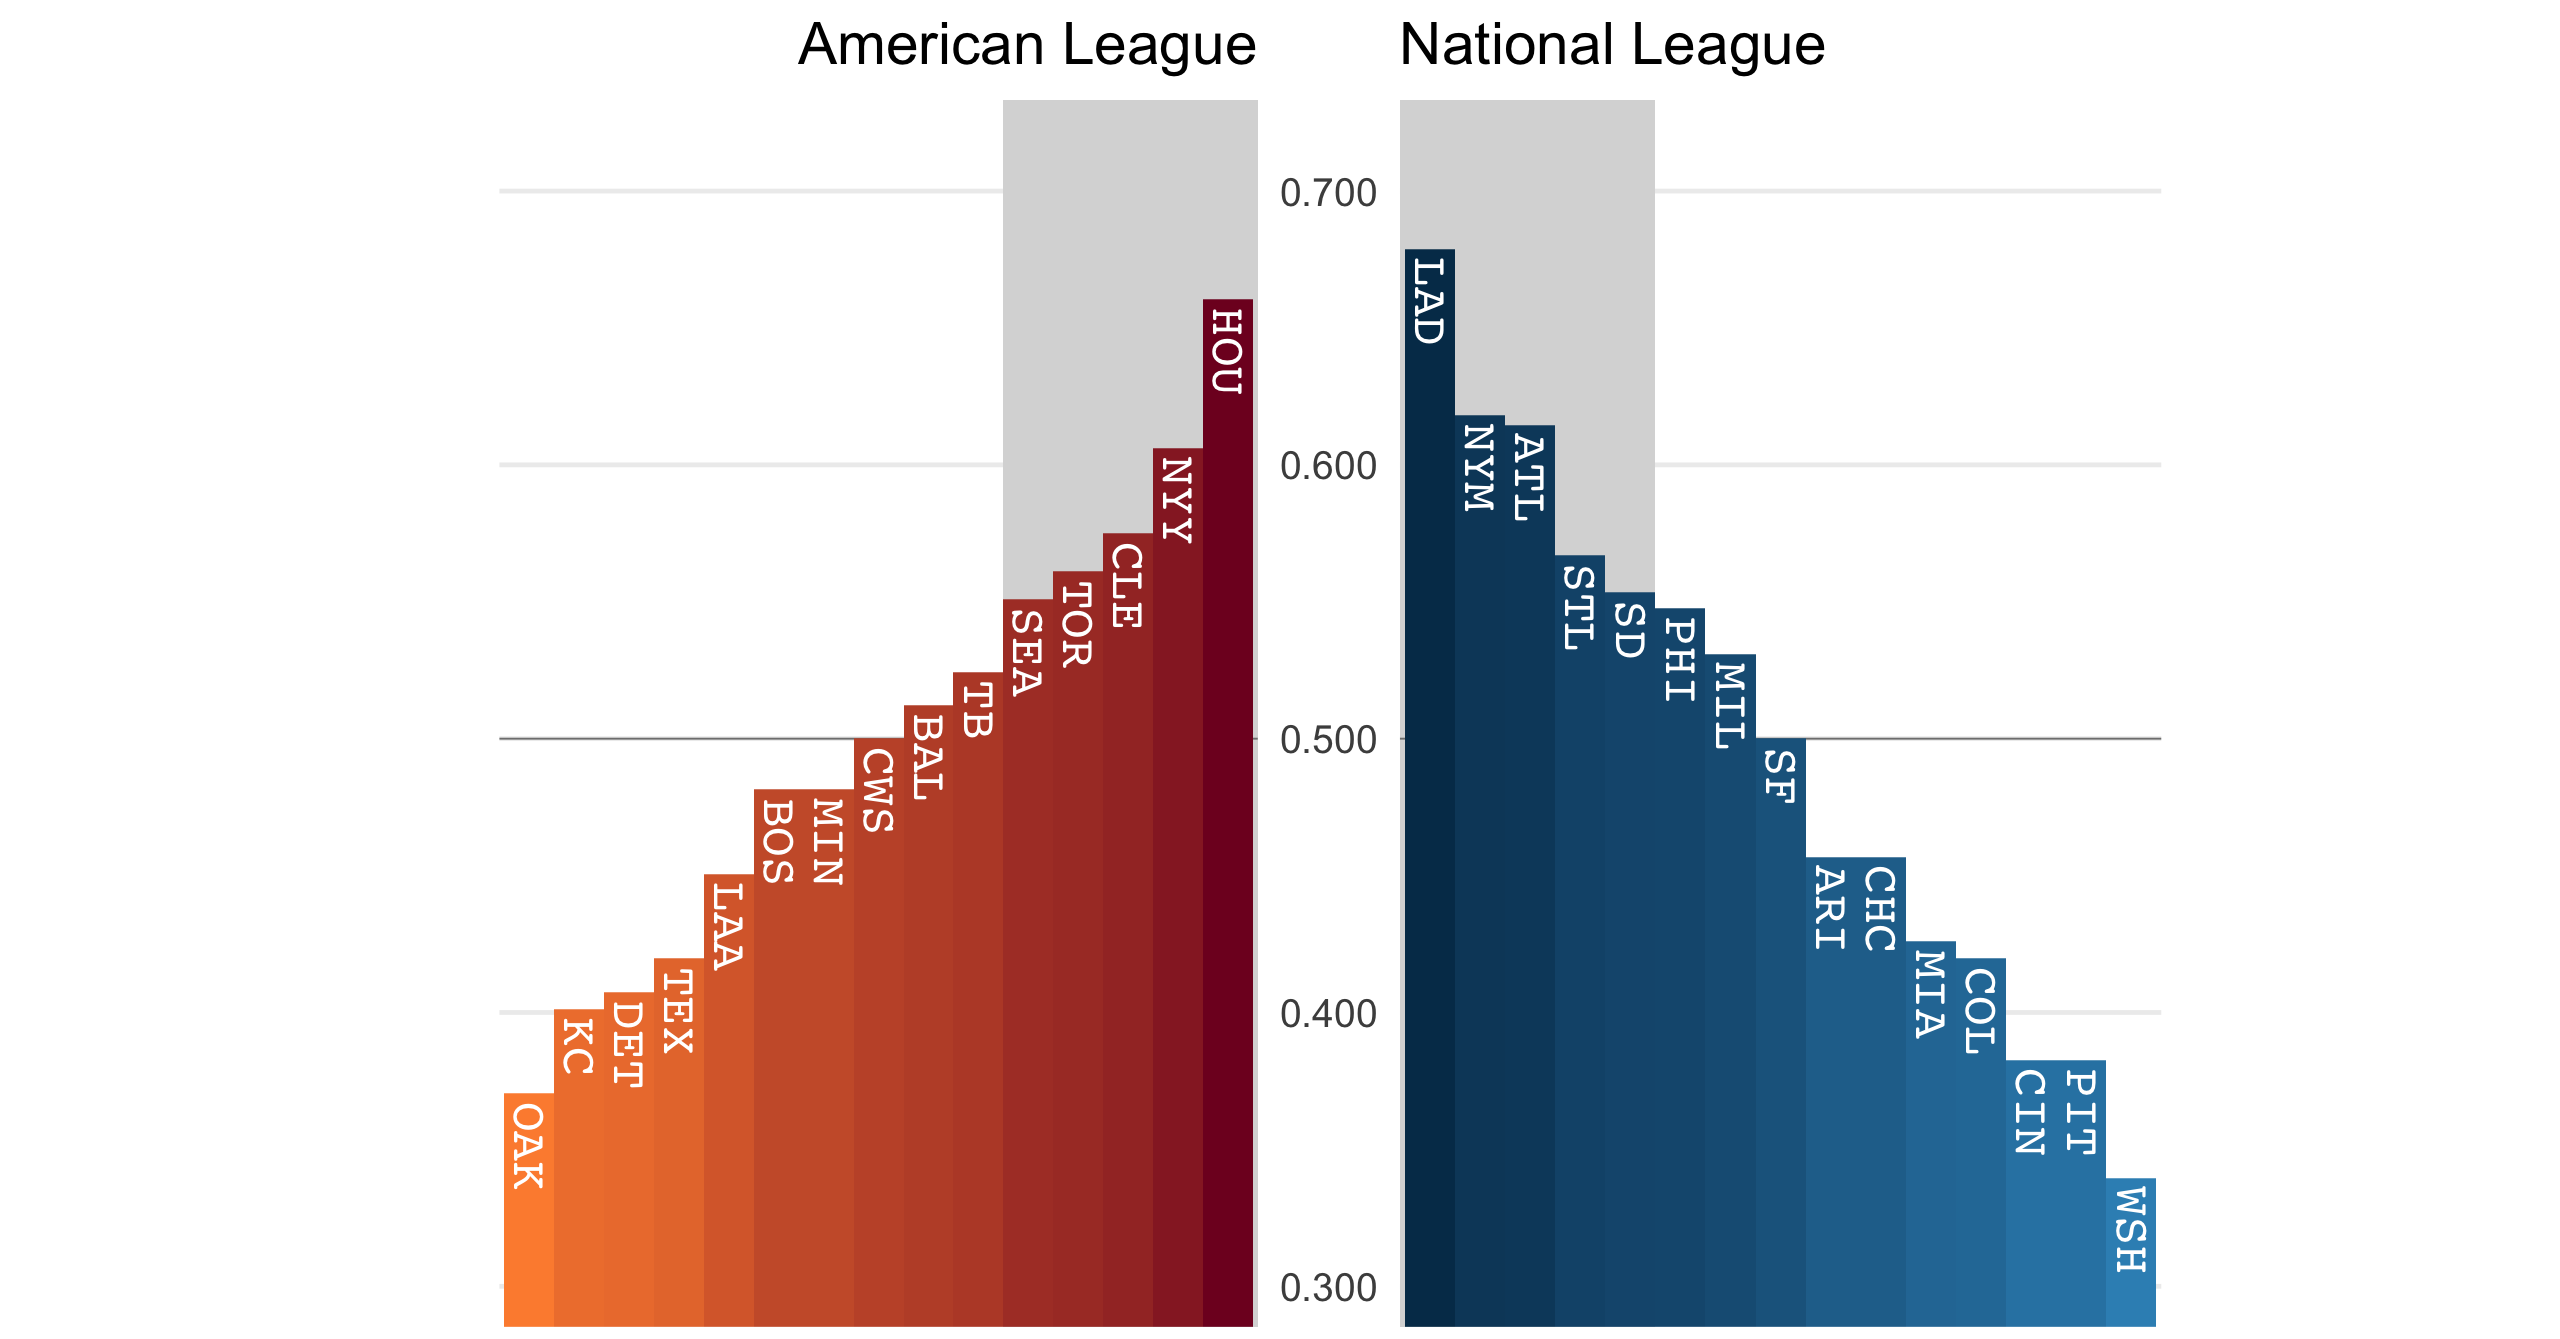 American League
National League
0.700
0.600
0.500
0.400
0.300
OAK
KC
DET
TEX
LAA
BOS
MIN
CWS
BAL
TB
SEA
TOR
CLE
NYY
HOU
LAD
NYM
ATL
STL
SD
PHI
MIL
SF
ARI
CHC
MIA
COL
CIN
PIT
WSH